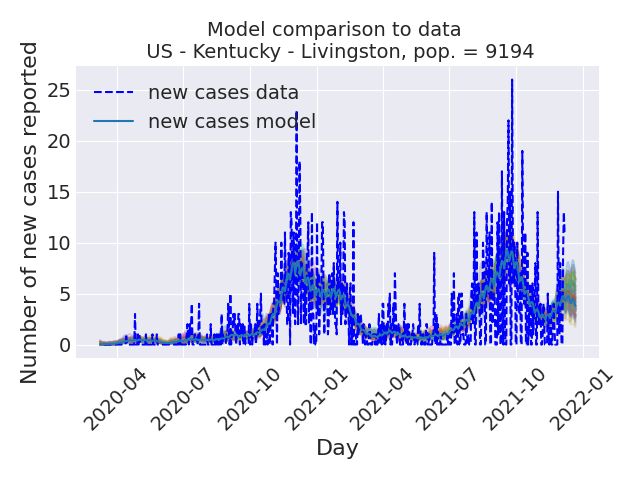 Model comparison to data
US - Kentucky - Livingston, pop. = 9194
new cases data
new cases model
Number of new cases reported
25
20
15
10
5
0
2020-04
2020-07
2020-10
2021-01
2021-04
2021-07
2021-10
2022-01
Day